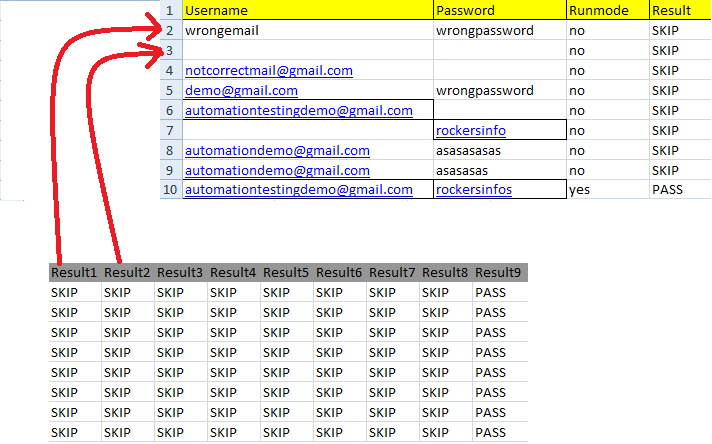 1 Username Password Runmode Result
2 wrongemail wrongpassword no SKIP
3 no SKIP
4 notcorrectmail@gmail.com no SKIP
5 demo@gmail.com wrongpassword no SKIP
6 automationtestingdemo@gmail.com no SKIP
7 rockersinfo no SKIP
8 automationdemo@gmail.com asasasasas no SKIP
9 automationdemo@gmail.com asasasas no SKIP
10 automationtestingdemo@gmail.com rockersinfos yes PASS
Result1 Result2 Result3 Result4 Result5 Result6 Result7 Result8 Result9
SKIP SKIP SKIP SKIP SKIP SKIP SKIP SKIP PASS
SKIP SKIP SKIP SKIP SKIP SKIP SKIP SKIP PASS
SKIP SKIP SKIP SKIP SKIP SKIP SKIP SKIP PASS
SKIP SKIP SKIP SKIP SKIP SKIP SKIP SKIP PASS
SKIP SKIP SKIP SKIP SKIP SKIP SKIP SKIP PASS
SKIP SKIP SKIP SKIP SKIP SKIP SKIP SKIP PASS
SKIP SKIP SKIP SKIP SKIP SKIP SKIP SKIP PASS
SKIP SKIP SKIP SKIP SKIP SKIP SKIP SKIP PASS